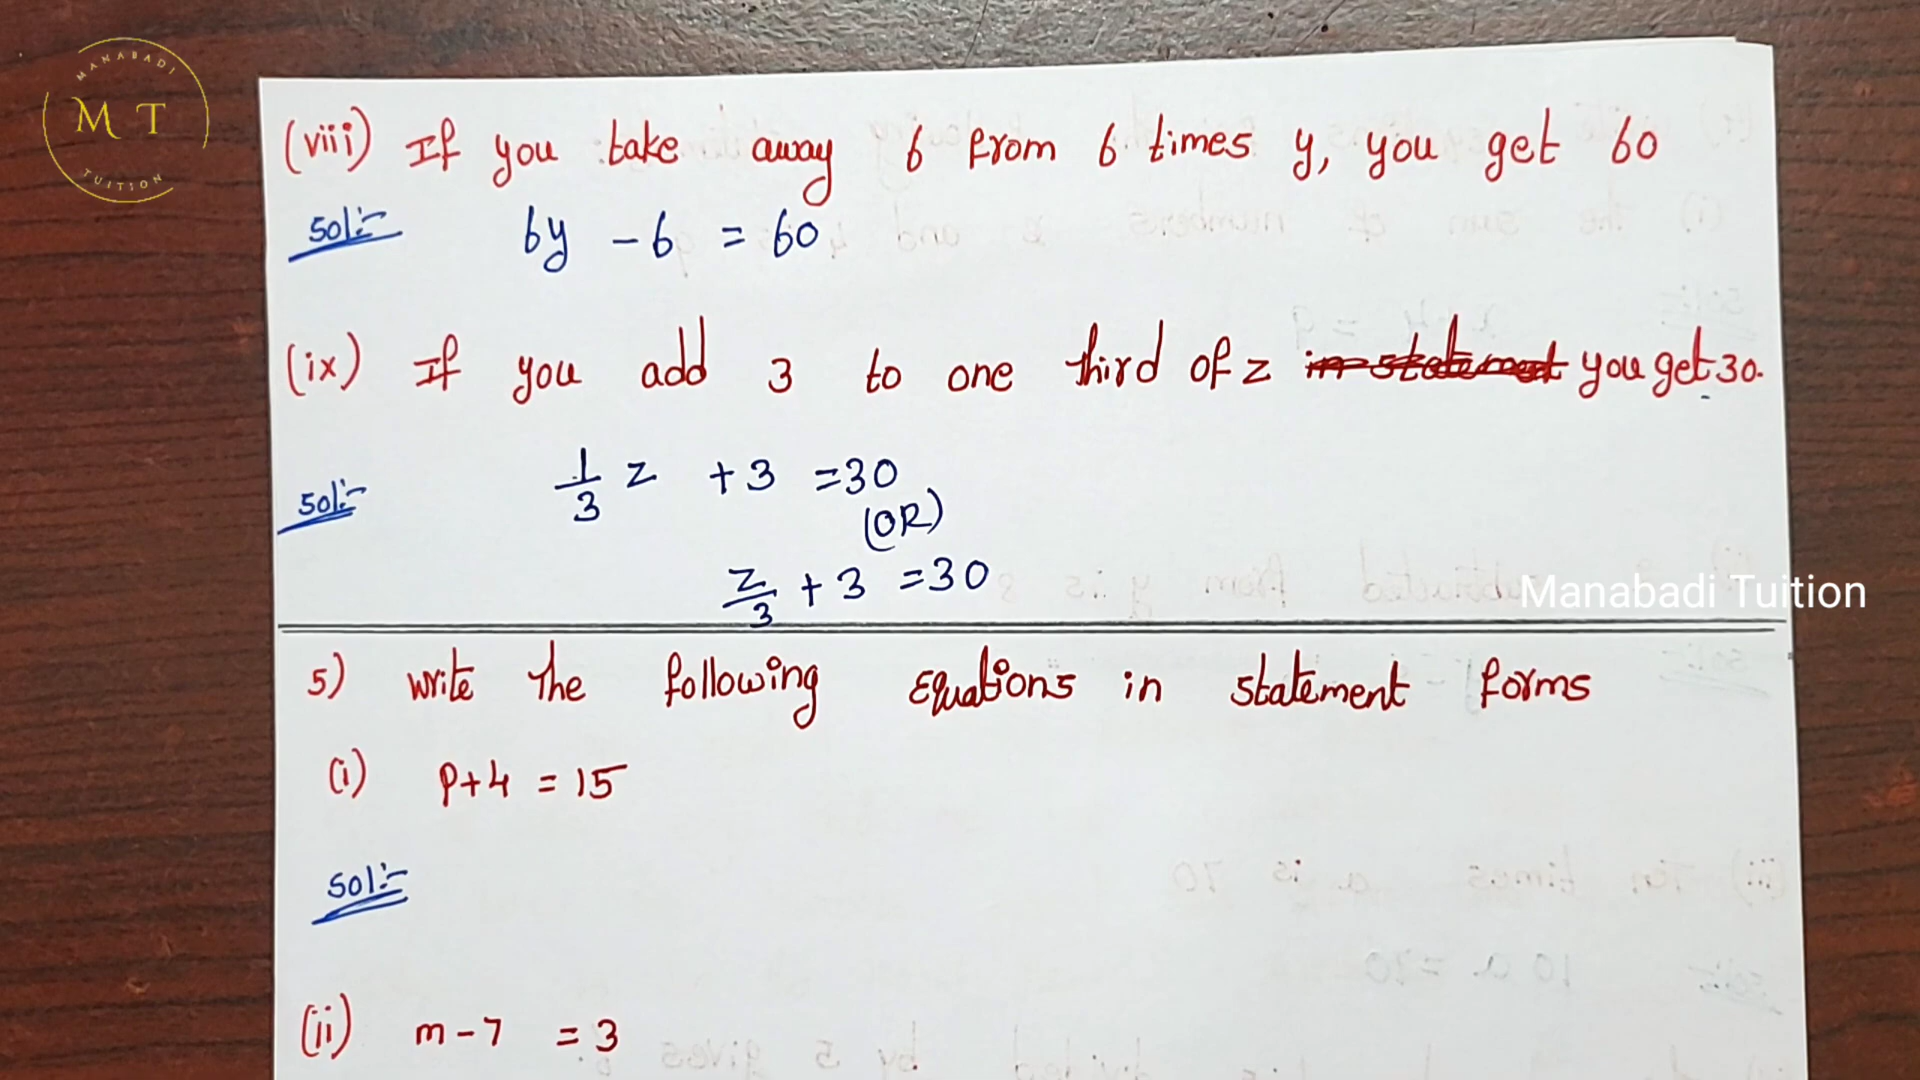 MANABADI
M T
TUITION
(viii) If you take away 6 from 6 times y, you get 60
Sol:-
6y - 6 = 60
(ix) If you add 3 to one third of z in statement you get 30.
Sol:-
1/3 z + 3 = 30
(OR)
z/3 + 3 = 30
Manabadi Tuition
5) write the following Equations in statement forms
(i) p+4 = 15
Sol:-
(ii) m-7 = 3